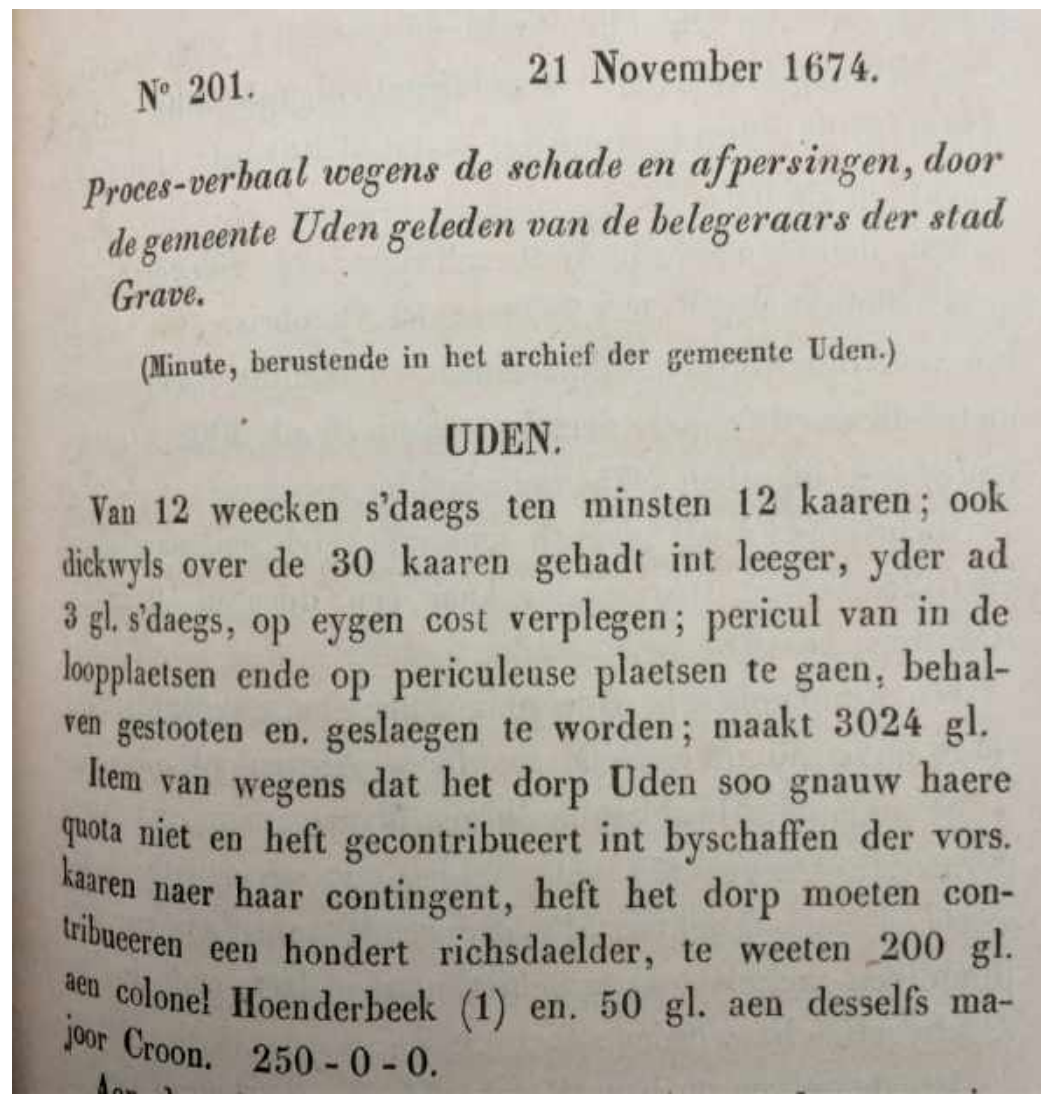 Nº 201. 21 November 1674.
Proces-verbaal wegens de schade en afpersingen, door
de gemeente Uden geleden van de belegeraars der stad
Grave.
(Minute, berustende in het archief der gemeente Uden.)
UDEN.
Van 12 weecken s'daegs ten minsten 12 kaaren; ook
dickwyls over de 30 kaaren gehadt int leeger, yder ad
3 gl. s'daegs, op eygen cost verplegen; pericul van in de
loopplaetsen ende op periculeuse plaetsen te gaen, behal-
ven gestooten en. geslaegen te worden; maakt 3024 gl.
Item van wegens dat het dorp Uden soo gnauw haere
quota niet en heft gecontribueert int byschaffen der vors.
kaaren naer haar contingent, heft het dorp moeten con-
tribueeren een hondert richsdaelder, te weeten 200 gl.
aen colonel Hoenderbeek (1) en. 50 gl. aen desselfs ma-
joor Croon. 250-0-0.